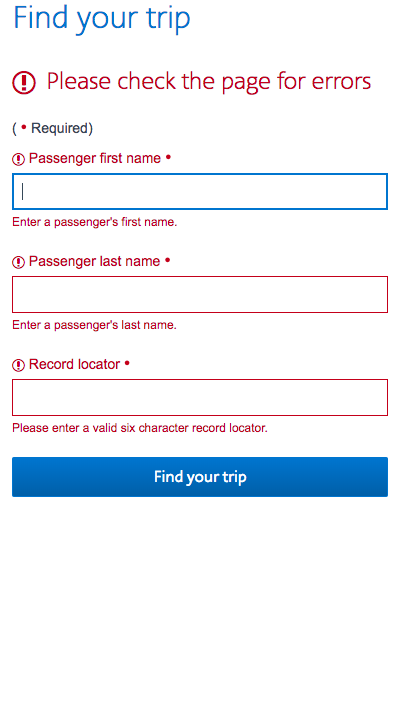 Find your trip
Please check the page for errors
( • Required)
Passenger first name •
Enter a passenger's first name.
Passenger last name •
Enter a passenger's last name.
Record locator •
Please enter a valid six character record locator.
Find your trip